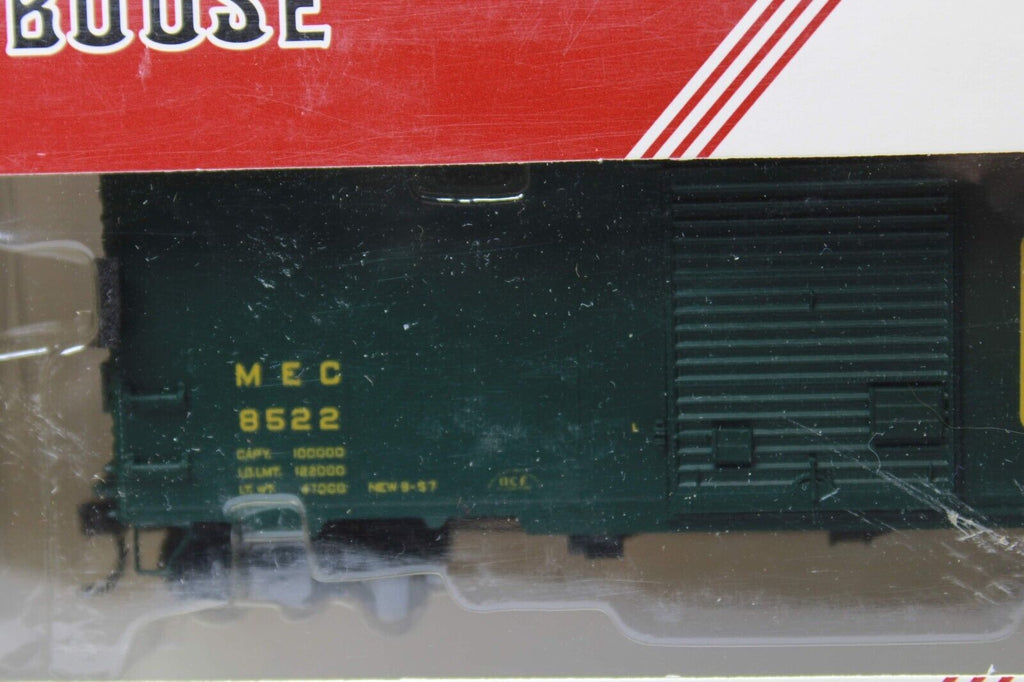 BOOSE
M E C
8522
CAPY. 100000
LD.LMT. 122000
LT.WT. 47000 NEW 9-57